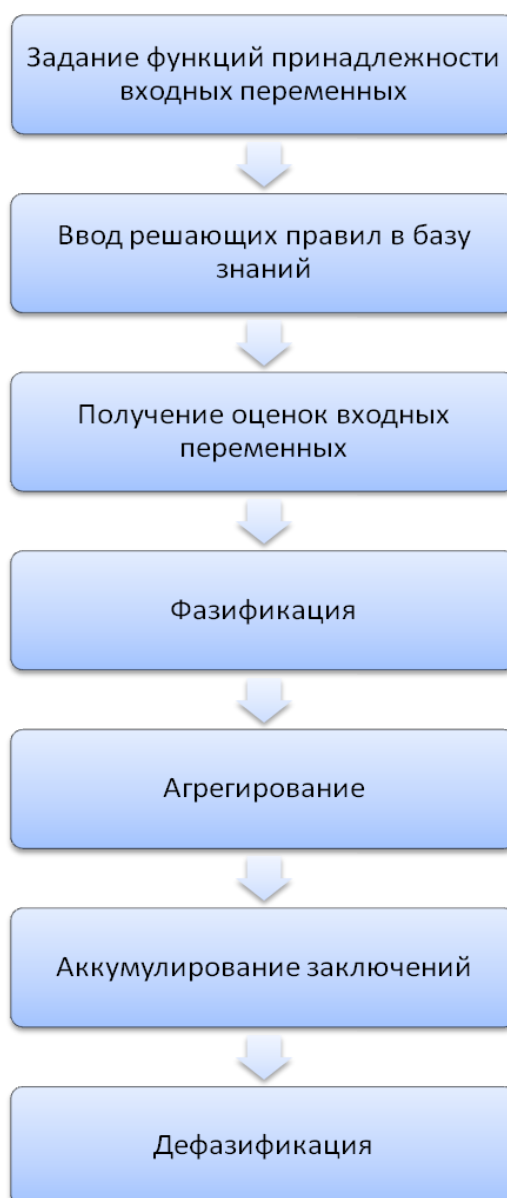 Задание функций принадлежности
входных переменных
Ввод решающих правил в базу
знаний
Получение оценок входных
переменных
Фазификация
Агрегирование
Аккумулирование заключений
Дефазификация